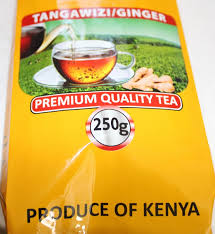 TANGAWIZI/GINGER
PREMIUM QUALITY TEA
250g
PRODUCE OF KENYA